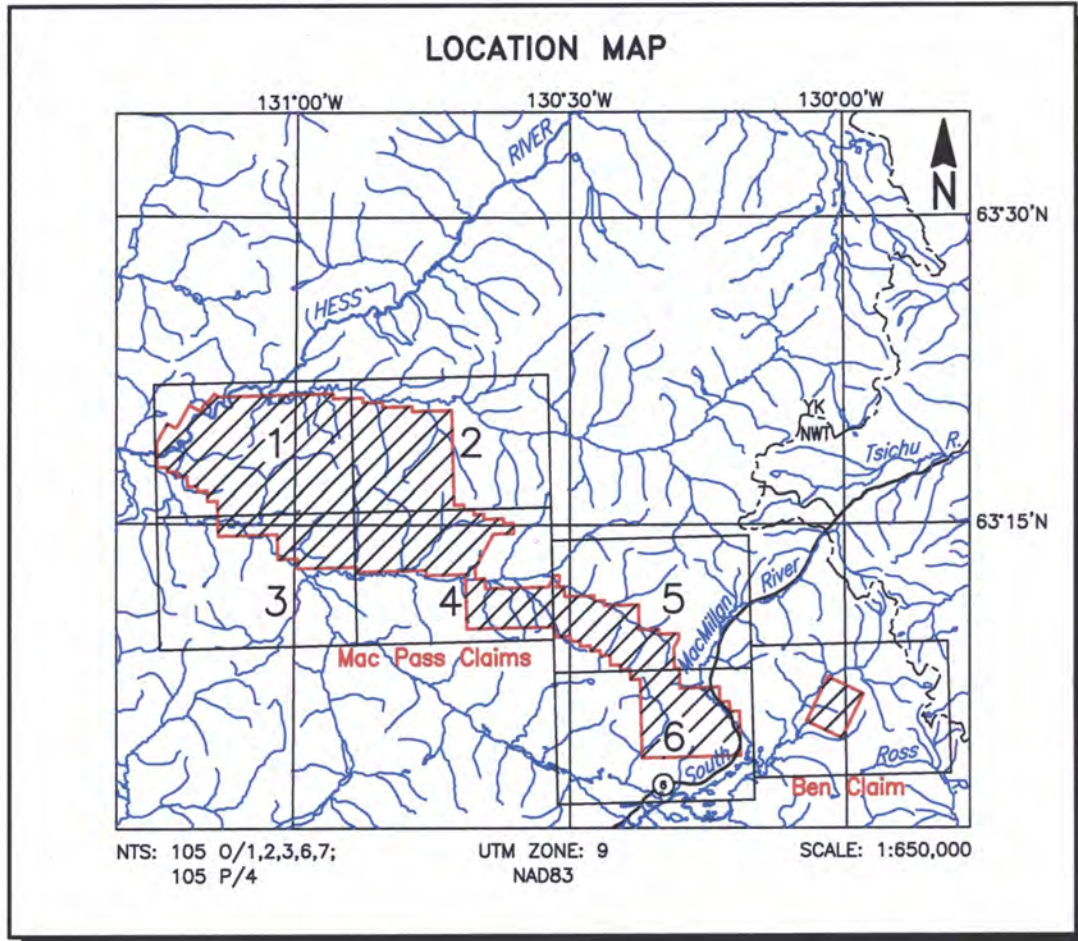 LOCATION MAP
131°00'W
130°30'W
130°00'W
N
RIVER
63°30'N
HESS
YK
NWT
Tsichu R.
1
2
63°15'N
River
3
4
5
MacMillan
Mac Pass Claims
6
South
Ross R.
6
Ben Claim
NTS: 105 O/1,2,3,6,7;
105 P/4
UTM ZONE: 9
NAD83
SCALE: 1:650,000